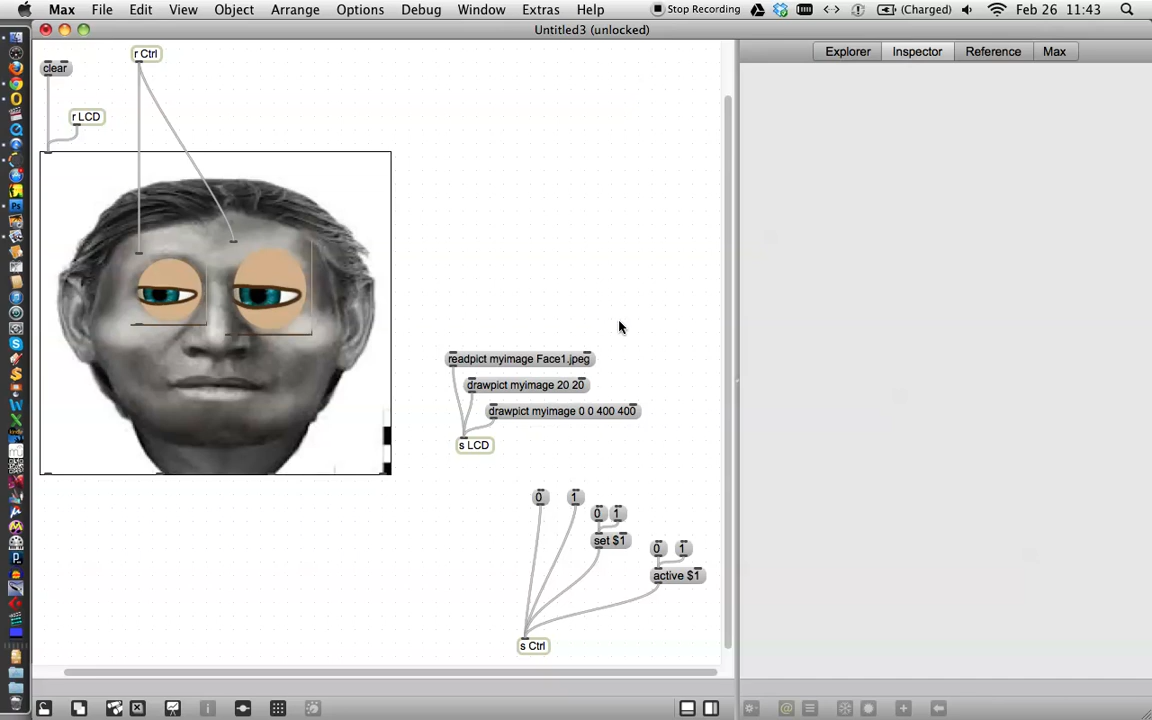 Max File Edit View Object Arrange Options Debug Window Extras Help Stop Recording (Charged) Feb 26 11:43
Untitled3 (unlocked)
Explorer Inspector Reference Max
r Ctrl
clear
r LCD
readpict myimage Face1.jpeg
drawpict myimage 20 20
drawpict myimage 0 0 400 400
s LCD
0 1
0 1
set $1
0 1
active $1
s Ctrl